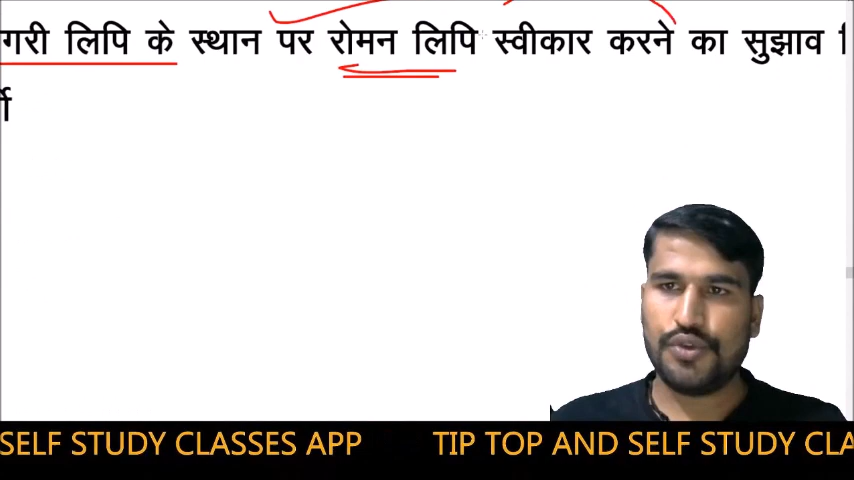 गरी लिपि के स्थान पर रोमन लिपि स्वीकार करने का सुझाव
SELF STUDY CLASSES APP TIP TOP AND SELF STUDY CLA